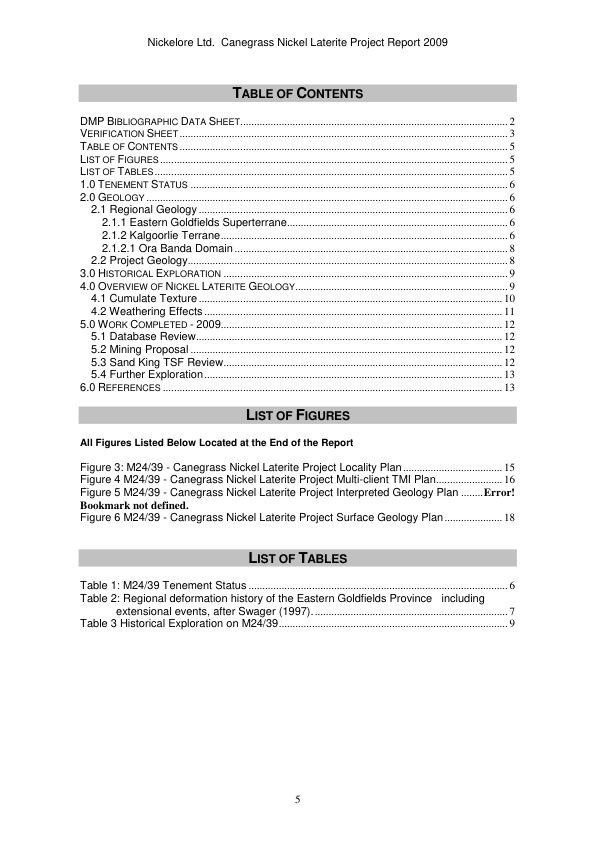 Nickelore Ltd.  Canegrass Nickel Laterite Project Report 2009
TABLE OF CONTENTS
DMP BIBLIOGRAPHIC DATA SHEET.......... 2
VERIFICATION SHEET.......... 3
TABLE OF CONTENTS.......... 5
LIST OF FIGURES.......... 5
LIST OF TABLES.......... 5
1.0 TENEMENT STATUS.......... 6
2.0 GEOLOGY.......... 6
2.1 Regional Geology.......... 6
2.1.1 Eastern Goldfields Superterrane.......... 6
2.1.2 Kalgoorlie Terrane.......... 6
2.1.2.1 Ora Banda Domain.......... 8
2.2 Project Geology.......... 8
3.0 HISTORICAL EXPLORATION.......... 9
4.0 OVERVIEW OF NICKEL LATERITE GEOLOGY.......... 9
4.1 Cumulate Texture.......... 10
4.2 Weathering Effects.......... 11
5.0 WORK COMPLETED - 2009.......... 12
5.1 Database Review.......... 12
5.2 Mining Proposal.......... 12
5.3 Sand King TSF Review.......... 12
5.4 Further Exploration.......... 13
6.0 REFERENCES.......... 13
LIST OF FIGURES
All Figures Listed Below Located at the End of the Report
Figure 3: M24/39 - Canegrass Nickel Laterite Project Locality Plan.......... 15
Figure 4 M24/39 - Canegrass Nickel Laterite Project Multi-client TMI Plan.......... 16
Figure 5 M24/39 - Canegrass Nickel Laterite Project Interpreted Geology Plan .......Error!
Bookmark not defined.
Figure 6 M24/39 - Canegrass Nickel Laterite Project Surface Geology Plan.......... 18
LIST OF TABLES
Table 1: M24/39 Tenement Status.......... 6
Table 2: Regional deformation history of the Eastern Goldfields Province  including
extensional events, after Swager (1997)........... 7
Table 3 Historical Exploration on M24/39.......... 9
5